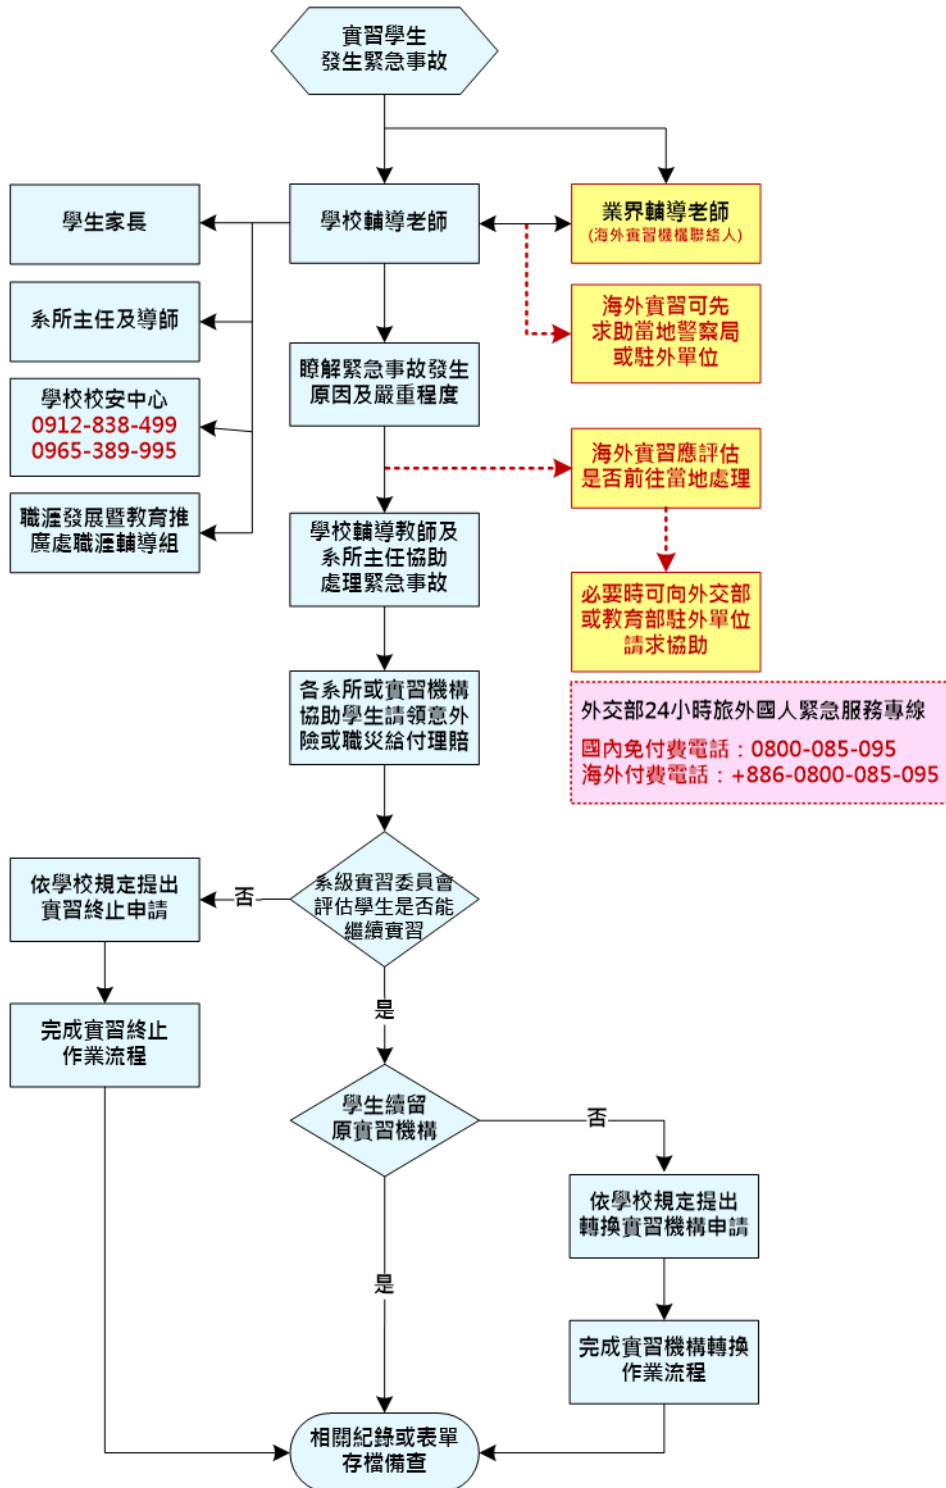 實習學生
發生緊急事故
學生家長
學校輔導老師
業界輔導老師
(海外實習機構聯絡人)
系所主任及導師
海外實習可先
求助當地警察局
或駐外單位
瞭解緊急事故發生
原因及嚴重程度
學校校安中心
0912-838-499
0965-389-995
海外實習應評估
是否前往當地處理
職涯發展暨教育推
廣處職涯輔導組
學校輔導教師及
系所主任協助
處理緊急事故
必要時可向外交部
或教育部駐外單位
請求協助
各系所或實習機構
協助學生請領意外
險或職災給付理賠
外交部24小時旅外國人緊急服務專線
國內免付費電話：0800-085-095
海外付費電話：+886-0800-085-095
系級實習委員會
評估學生是否能
繼續實習
否
依學校規定提出
實習終止申請
是
完成實習終止
作業流程
學生續留
原實習機構
否
依學校規定提出
轉換實習機構申請
是
完成實習機構轉換
作業流程
相關紀錄或表單
存檔備查